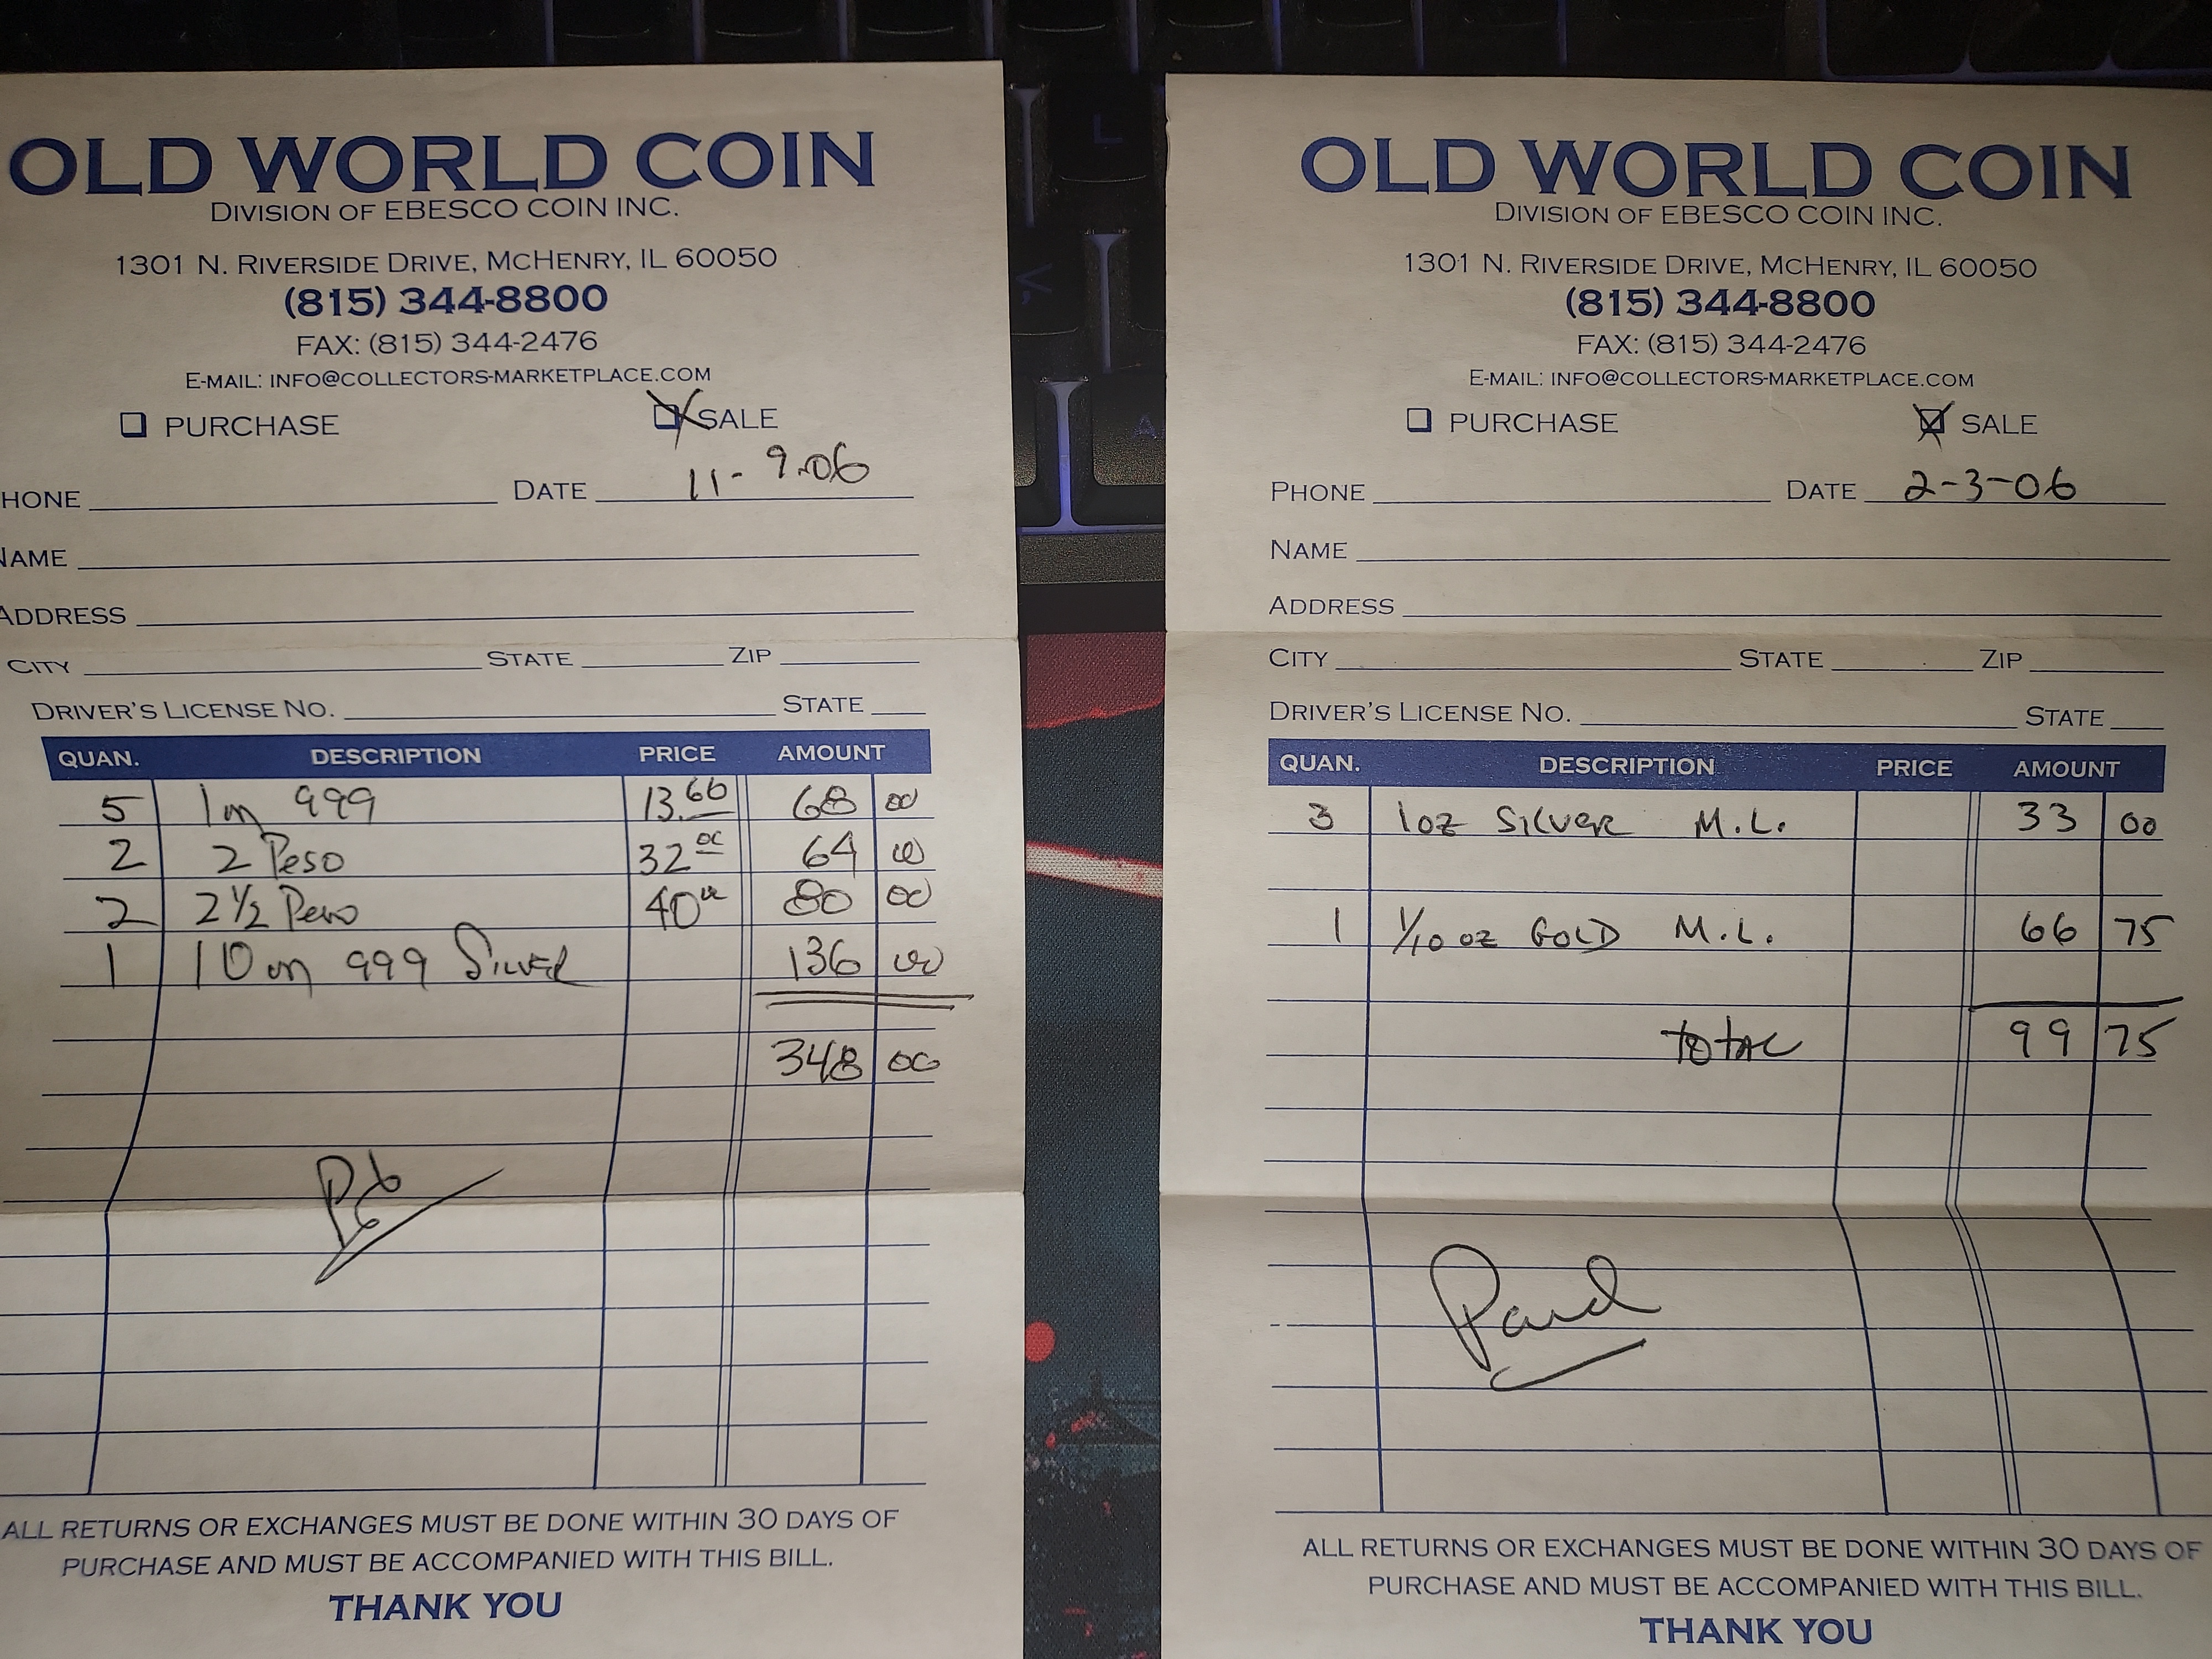 OLD WORLD COIN
DIVISION OF EBESCO COIN INC.
1301 N. RIVERSIDE DRIVE, MCHENRY, IL 60050
(815) 344-8800
FAX: (815) 344-2476
E-MAIL: INFO@COLLECTORS-MARKETPLACE.COM
PURCHASE SALE
HONE DATE 11-9.06
NAME
ADDRESS
CITY STATE ZIP
DRIVER'S LICENSE NO. STATE
QUAN. DESCRIPTION PRICE AMOUNT
5 999 13.60 68 00
2 2 Peso 32 00 64 00
2 2 1/2 Peso 40 00 80 00
1 10 999 Silver 136 00
348 00
Pd
ALL RETURNS OR EXCHANGES MUST BE DONE WITHIN 30 DAYS OF
PURCHASE AND MUST BE ACCOMPANIED WITH THIS BILL.
THANK YOU
OLD WORLD COIN
DIVISION OF EBESCO COIN INC.
1301 N. RIVERSIDE DRIVE, MCHENRY, IL 60050
(815) 344-8800
FAX: (815) 344-2476
E-MAIL: INFO@COLLECTORS-MARKETPLACE.COM
PURCHASE SALE
PHONE DATE 2-3-06
NAME
ADDRESS
CITY STATE ZIP
DRIVER'S LICENSE NO. STATE
QUAN. DESCRIPTION PRICE AMOUNT
3 1oz SILVER M.L. 33 00
1 1/10 oz GOLD M.L. 66 75
total 99 75
Paid
ALL RETURNS OR EXCHANGES MUST BE DONE WITHIN 30 DAYS OF
PURCHASE AND MUST BE ACCOMPANIED WITH THIS BILL.
THANK YOU
L
A